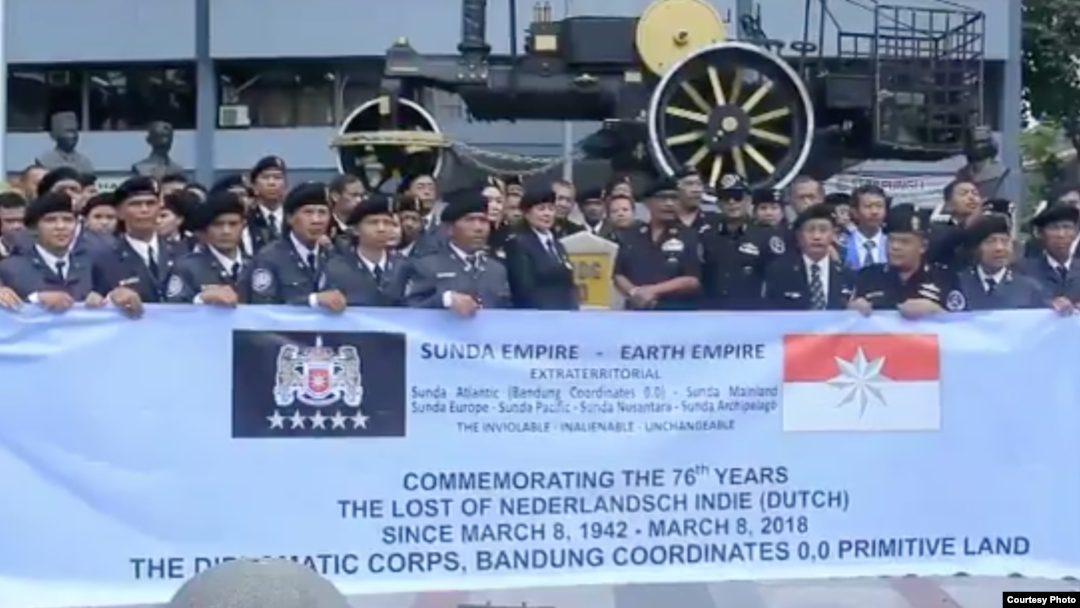 SUNDA EMPIRE - EARTH EMPIRE
EXTRATERRITORIAL
Sunda Atlantic (Bandung Coordinates 0.0) - Sunda Mainland
Sunda Europe - Sunda Pacific - Sunda Nusantara - Sunda Archipelago
THE INVIOLABLE - INALIENABLE - UNCHANGEABLE
COMMEMORATING THE 76th YEARS
THE LOST OF NEDERLANDSCH INDIE (DUTCH)
SINCE MARCH 8, 1942 - MARCH 8, 2018
THE CORPS, BANDUNG COORDINATES 0,0 PRIMITIVE LAND
Courtesy Photo